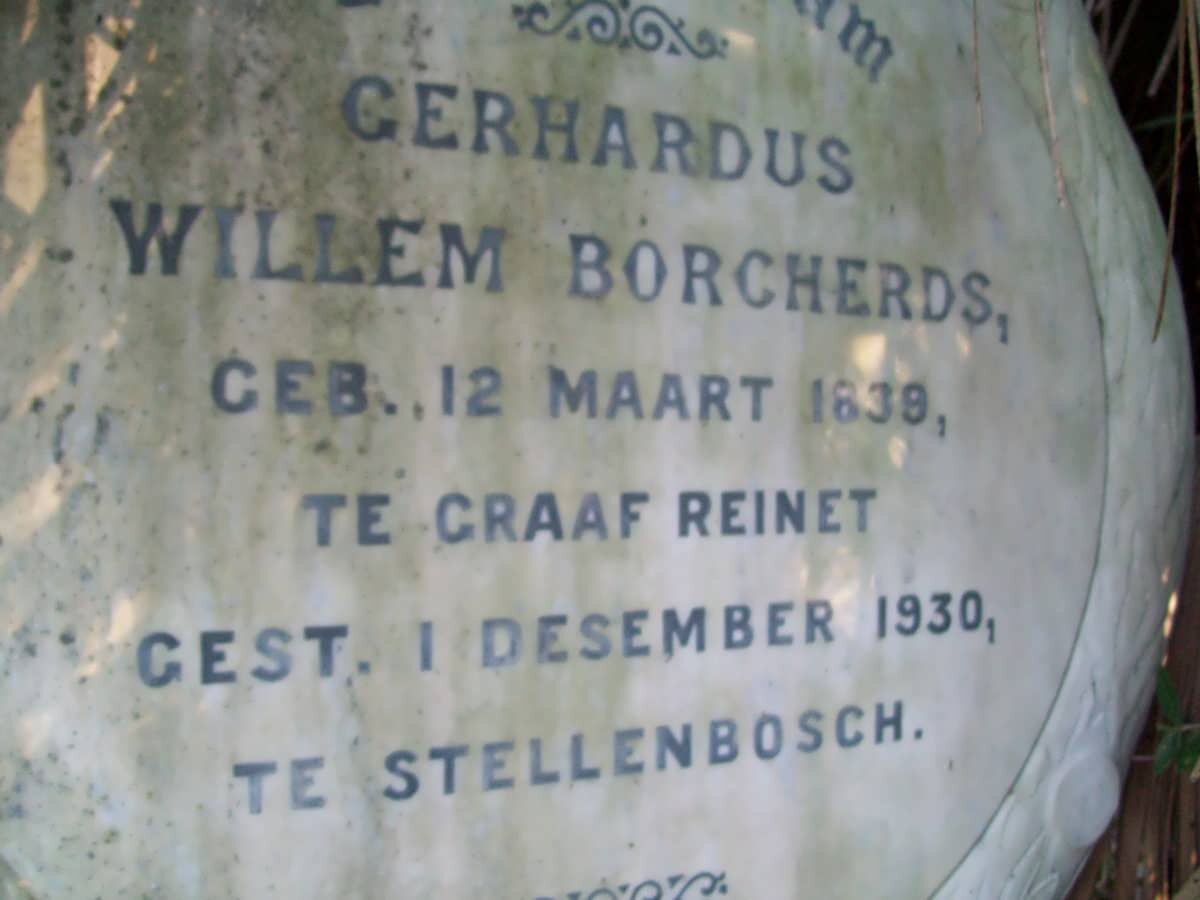 GERHARDUS
WILLEM BORCHERDS,
GEB. 12 MAART 1839,
TE GRAAF REINET
GEST. 1 DESEMBER 1930,
TE STELLENBOSCH.